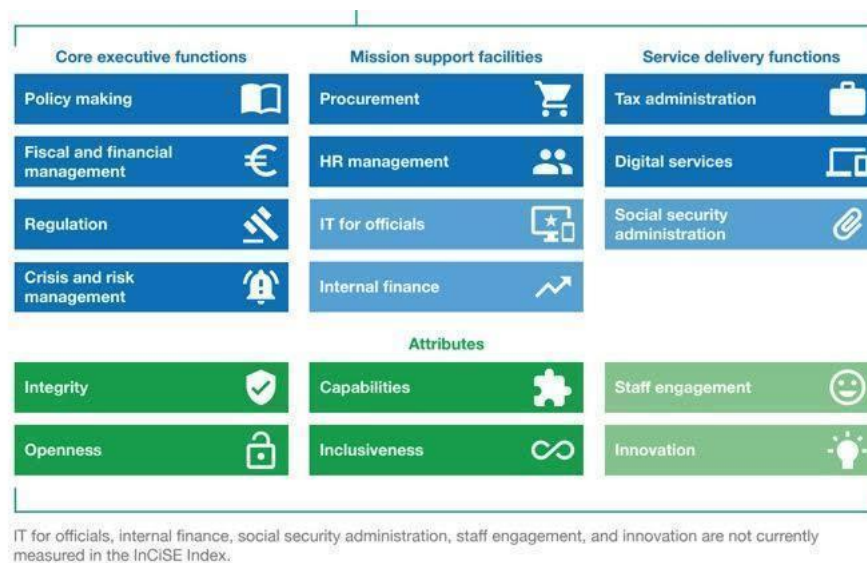 Core executive functions
Mission support facilities
Service delivery functions
Policy making
Procurement
Tax administration
Fiscal and financial
management
HR management
Digital services
Regulation
IT for officials
Social security
administration
Crisis and risk
management
Internal finance
Attributes
Integrity
Capabilities
Staff engagement
Openness
Inclusiveness
Innovation
IT for officials, internal finance, social security administration, staff engagement, and innovation are not currently
measured in the InCiSE Index.